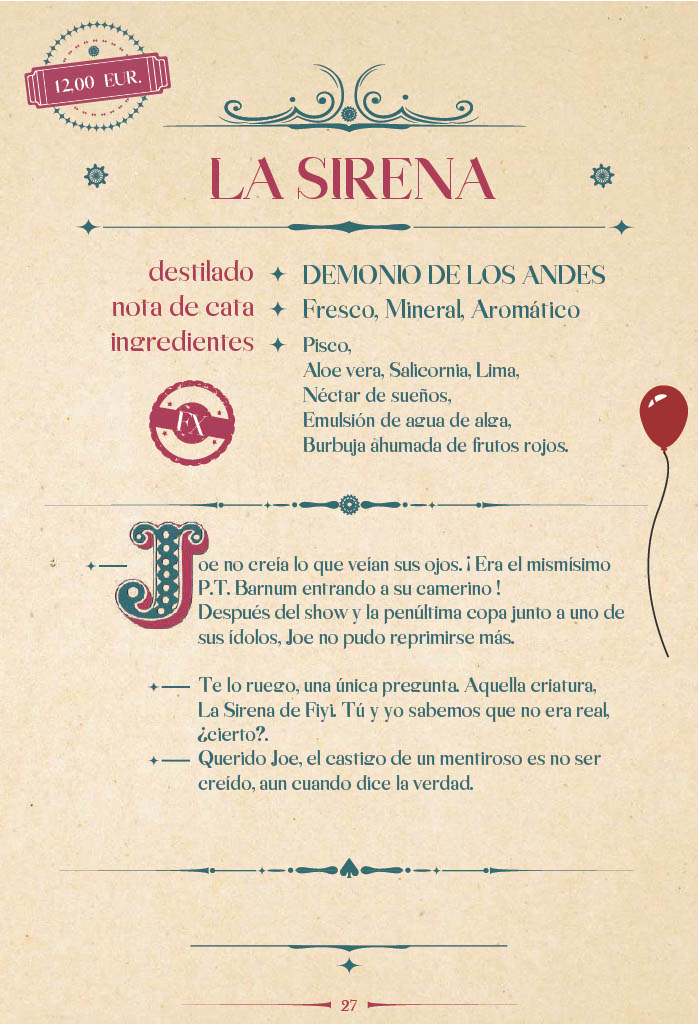 12,00 EUR.
LA SIRENA
destilado DEMONIO DE LOS ANDES
nota de cata Fresco, Mineral, Aromático
ingredientes Pisco,
Aloe vera, Salicornia, Lima,
Néctar de sueños,
Emulsión de agua de alga,
Burbuja ahumada de frutos rojos.
FX
Joe no creía lo que veían sus ojos. ¡Era el mismísimo
P.T. Barnum entrando a su camerino !
Después del show y la penúltima copa junto a uno de
sus ídolos, Joe no pudo reprimirse más.
Te lo ruego, una única pregunta. Aquella criatura,
La Sirena de Fiyi. Tú y yo sabemos que no era real,
¿cierto?.
Querido Joe, el castigo de un mentiroso es no ser
creído, aun cuando dice la verdad.
27